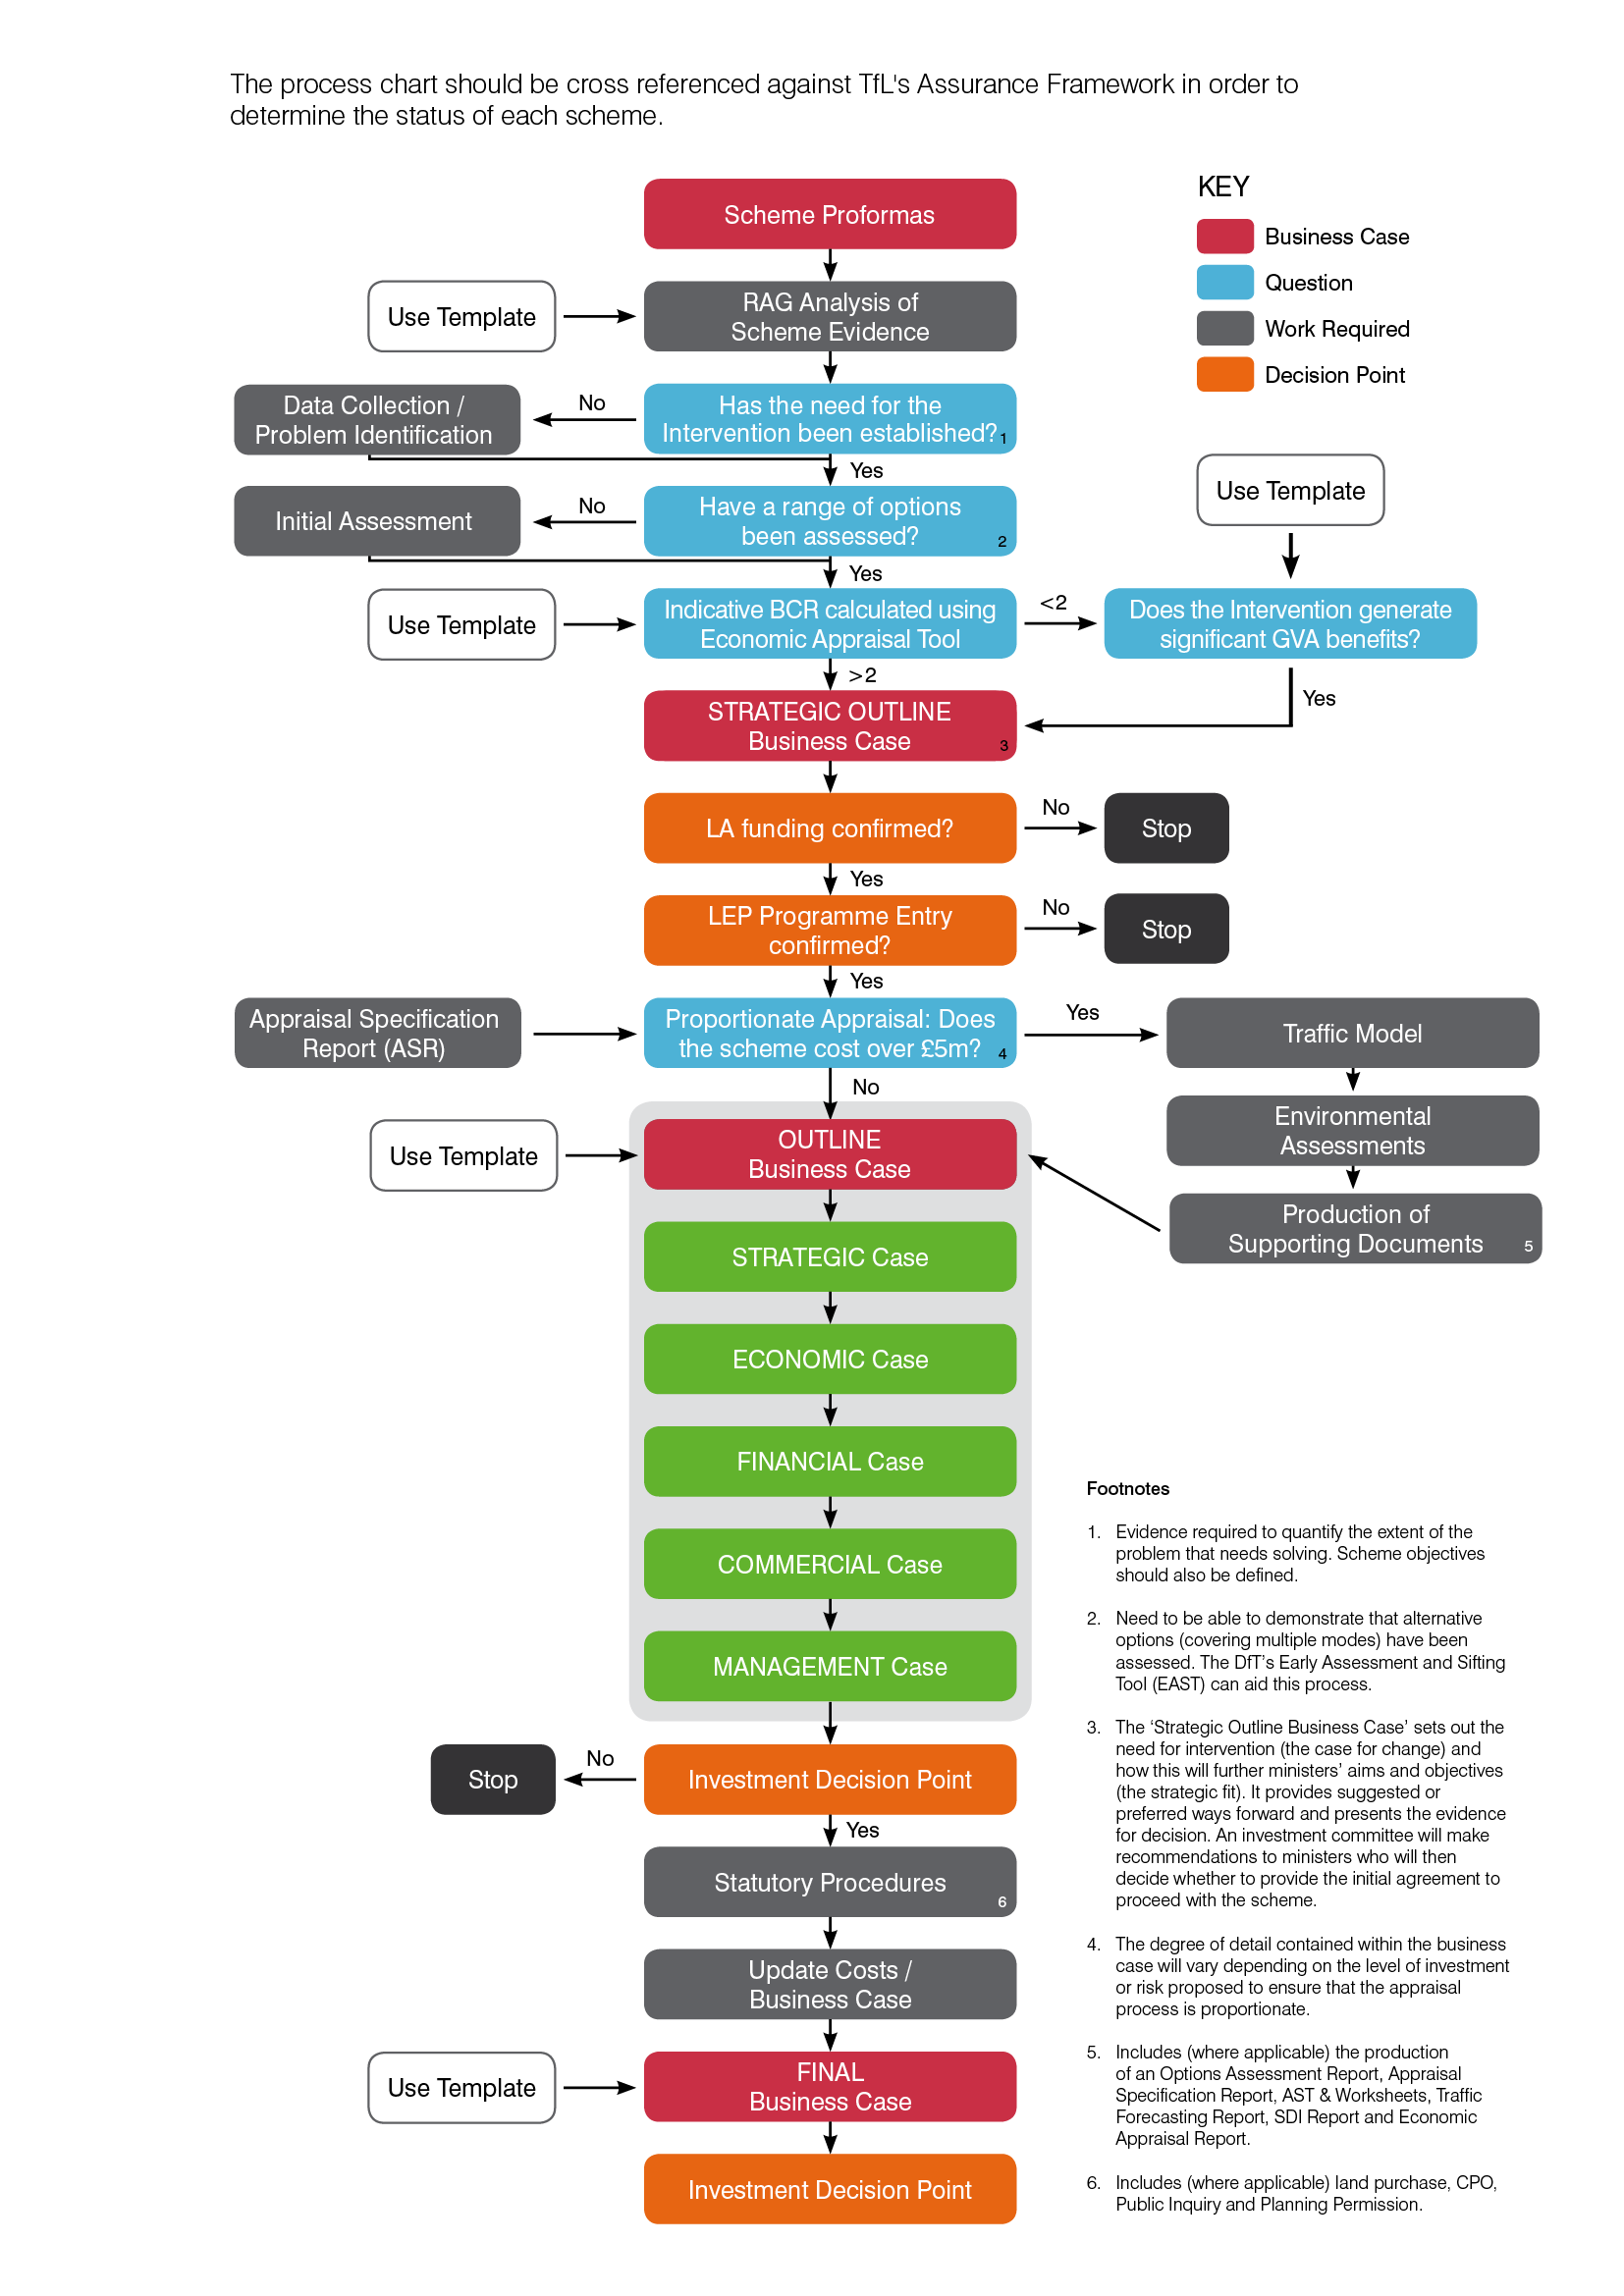 The process chart should be cross referenced against TfL's Assurance Framework in order to
determine the status of each scheme.
KEY
Business Case
Question
Work Required
Decision Point
Scheme Proformas
Use Template
RAG Analysis of
Scheme Evidence
Data Collection /
Problem Identification
No
Has the need for the
Intervention been established? 1
Yes
Initial Assessment
No
Have a range of options
been assessed? 2
Yes
Use Template
Use Template
Indicative BCR calculated using
Economic Appraisal Tool
<2
Does the Intervention generate
significant GVA benefits?
>2
Yes
STRATEGIC OUTLINE
Business Case 3
LA funding confirmed?
No
Stop
Yes
LEP Programme Entry
confirmed?
No
Stop
Yes
Appraisal Specification
Report (ASR)
Proportionate Appraisal: Does
the scheme cost over £5m? 4
Yes
Traffic Model
No
Environmental
Assessments
Production of
Supporting Documents 5
Use Template
OUTLINE
Business Case
STRATEGIC Case
ECONOMIC Case
FINANCIAL Case
COMMERCIAL Case
MANAGEMENT Case
Stop
No
Investment Decision Point
Yes
Statutory Procedures 6
Update Costs /
Business Case
Use Template
FINAL
Business Case
Investment Decision Point
Footnotes
1. Evidence required to quantify the extent of the
problem that needs solving. Scheme objectives
should also be defined.
2. Need to be able to demonstrate that alternative
options (covering multiple modes) have been
assessed. The DfT's Early Assessment and Sifting
Tool (EAST) can aid this process.
3. The ‘Strategic Outline Business Case’ sets out the
need for intervention (the case for change) and
how this will further ministers’ aims and objectives
(the strategic fit). It provides suggested or
preferred ways forward and presents the evidence
for decision. An investment committee will make
recommendations to ministers who will then
decide whether to provide the initial agreement to
proceed with the scheme.
4. The degree of detail contained within the business
case will vary depending on the level of investment
or risk proposed to ensure that the appraisal
process is proportionate.
5. Includes (where applicable) the production
of an Options Assessment Report, Appraisal
Specification Report, AST & Worksheets, Traffic
Forecasting Report, SDI Report and Economic
Appraisal Report.
6. Includes (where applicable) land purchase, CPO,
Public Inquiry and Planning Permission.